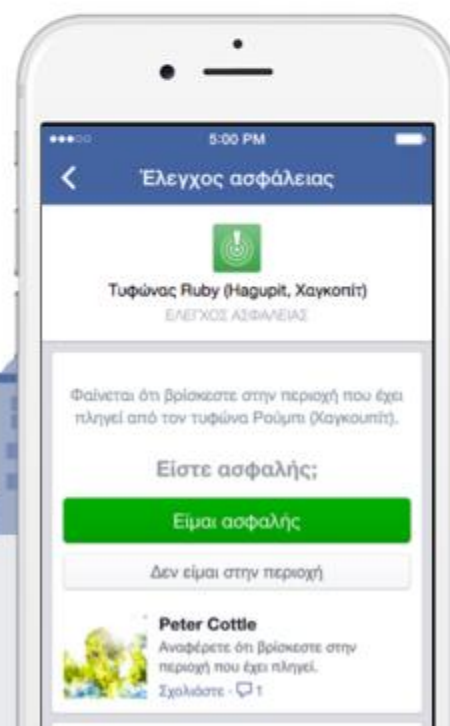 5:00 PM
Έλεγχος ασφάλειας
Τυφώνας Ruby (Hagupit, Χαγκοπίτ)
ΕΛΕΓΧΟΣ ΑΣΦΑΛΕΙΑΣ
Φαίνεται ότι βρίσκεστε στην περιοχή που έχει
πληγεί από τον τυφώνα Ρούμπι (Χαγκουπίτ).
Είστε ασφαλής;
Είμαι ασφαλής
Δεν είμαι στην περιοχή
Peter Cottle
Αναφέρετε ότι βρίσκεστε στην
περιοχή που έχει πληγεί.
Σχολιάστε · 1